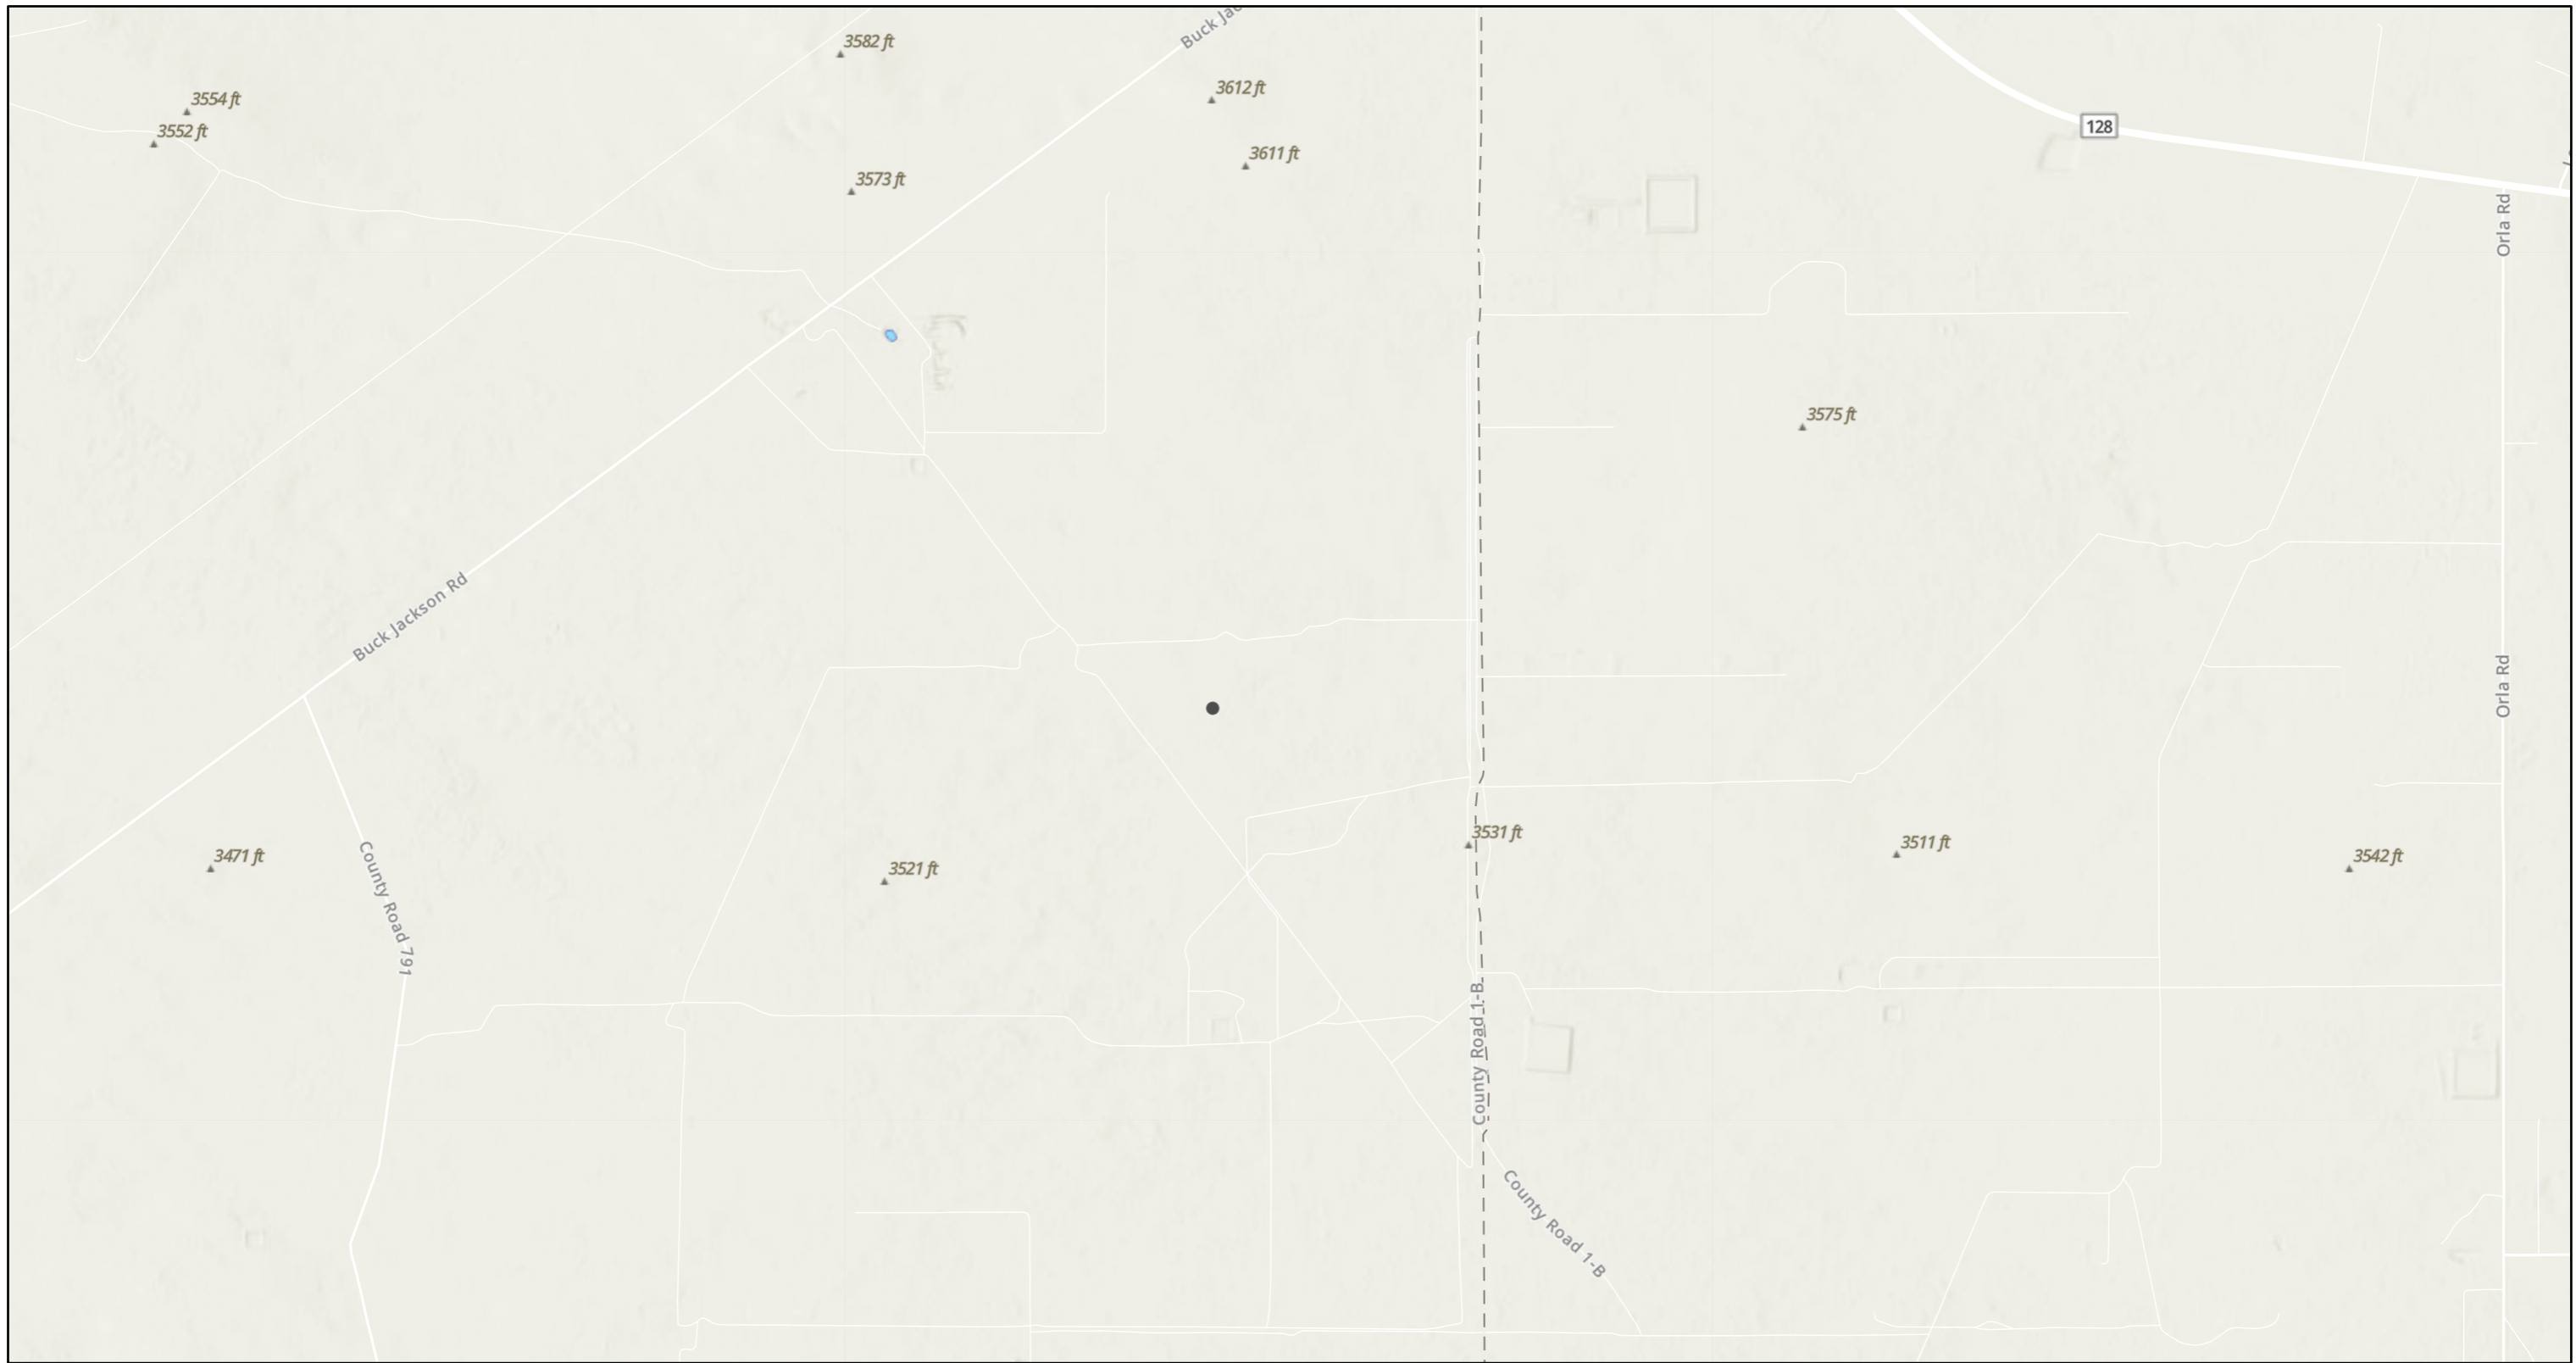 Buck Jac
3582 ft
3612 ft
3554 ft
128
3552 ft
3611 ft
3573 ft
Orla Rd
3575 ft
Buck Jackson Rd
Orla Rd
3531 ft
3511 ft
3471 ft
3542 ft
3521 ft
County Road 791
County Road 1-B
County Road 1-B